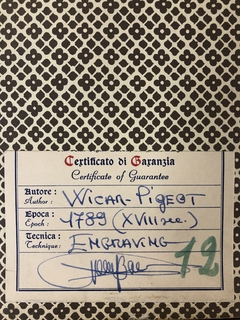 Certificato di Garanzia
Certificate of Guarantee
Autore: WICAR-PIGEOT
Author:
Epoca: 1789 (XVIII sec.)
Epoch:
Tecnica: ENGRAVING
Technique:
12